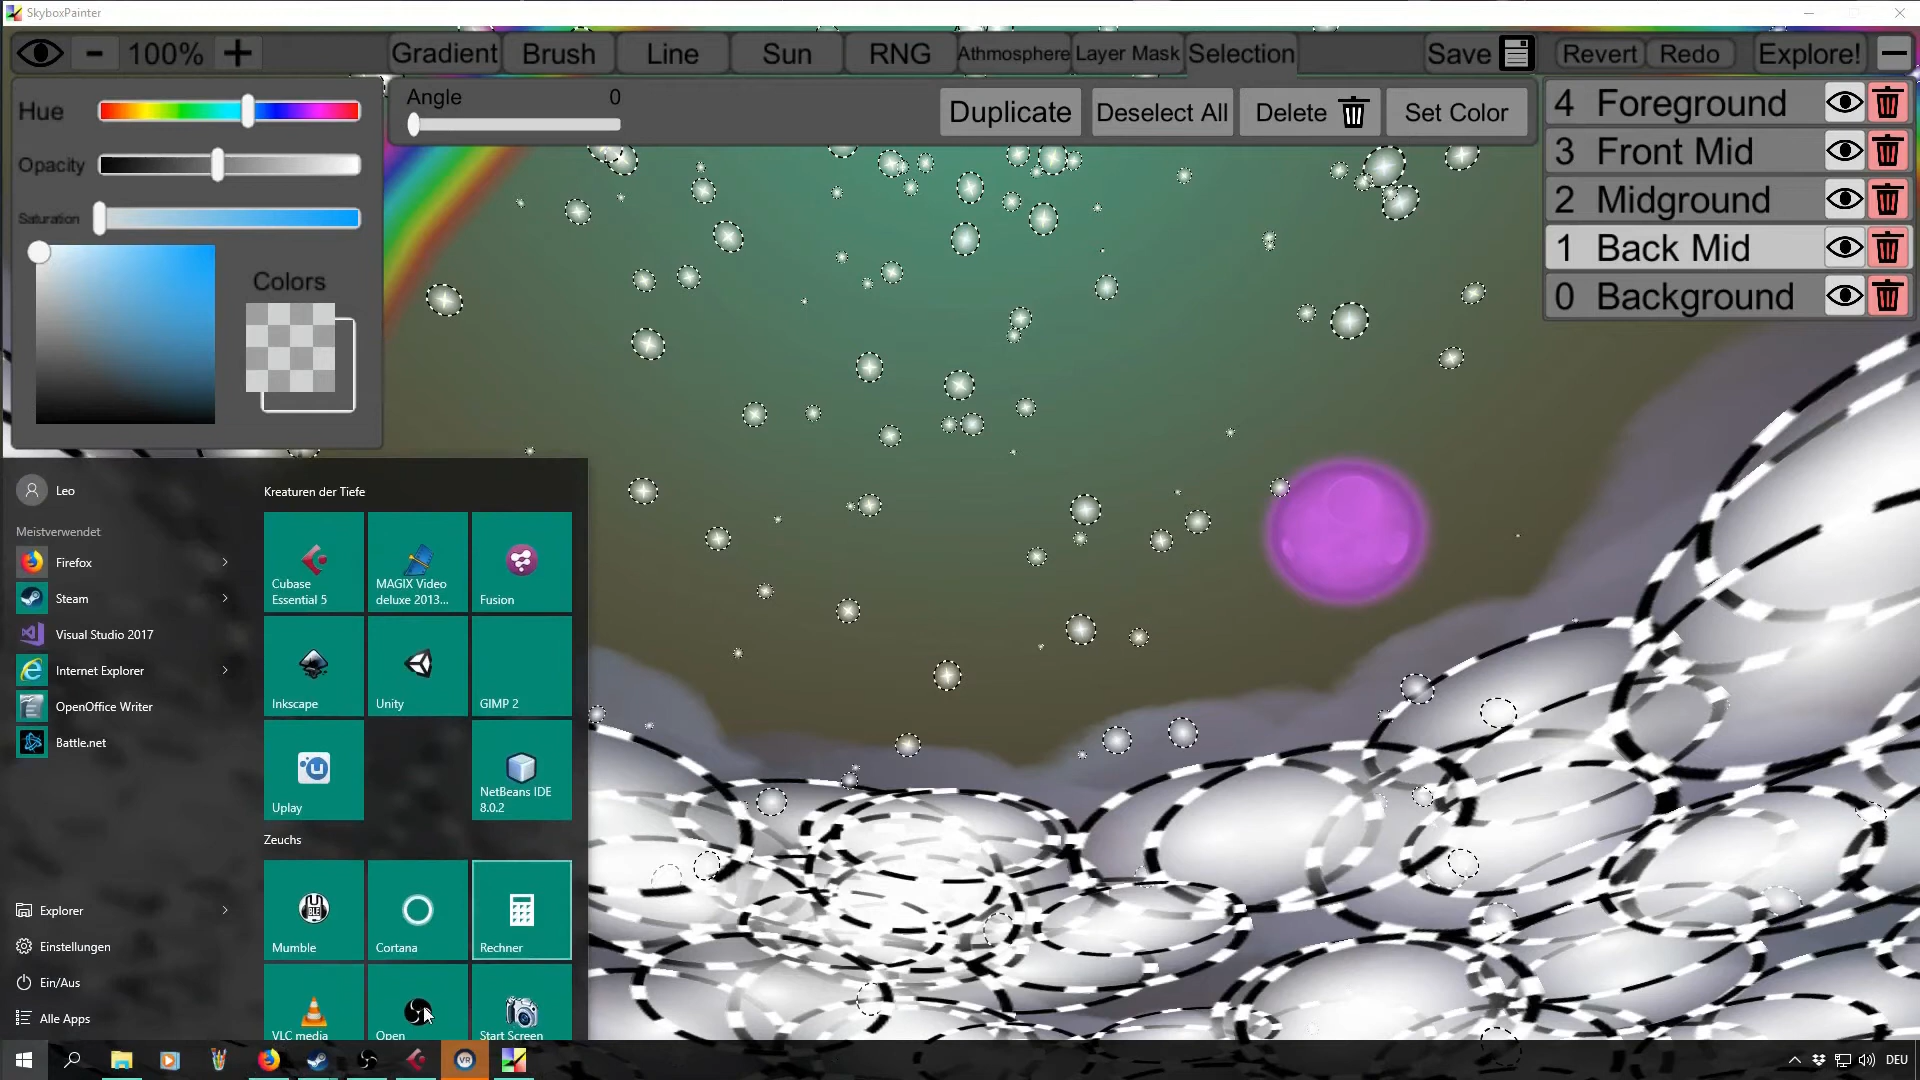 SkyboxPainter
100%
Gradient
Brush
Line
Sun
RNG
Athmosphere
Layer Mask
Selection
Save
Revert
Redo
Explore!
Hue
Opacity
Saturation
Colors
Angle
0
Duplicate
Deselect All
Delete
Set Color
4 Foreground
3 Front Mid
2 Midground
1 Back Mid
0 Background
Leo
Meistverwendet
Firefox
Steam
Visual Studio 2017
Internet Explorer
OpenOffice Writer
Battle.net
Explorer
Einstellungen
Ein/Aus
Alle Apps
Kreaturen der Tiefe
Cubase
Essential 5
MAGIX Video
deluxe 2013...
Fusion
Inkscape
Unity
GIMP 2
Uplay
NetBeans IDE
8.0.2
Zeuchs
Mumble
Cortana
Rechner
VLC media
Open
Start Screen
DEU